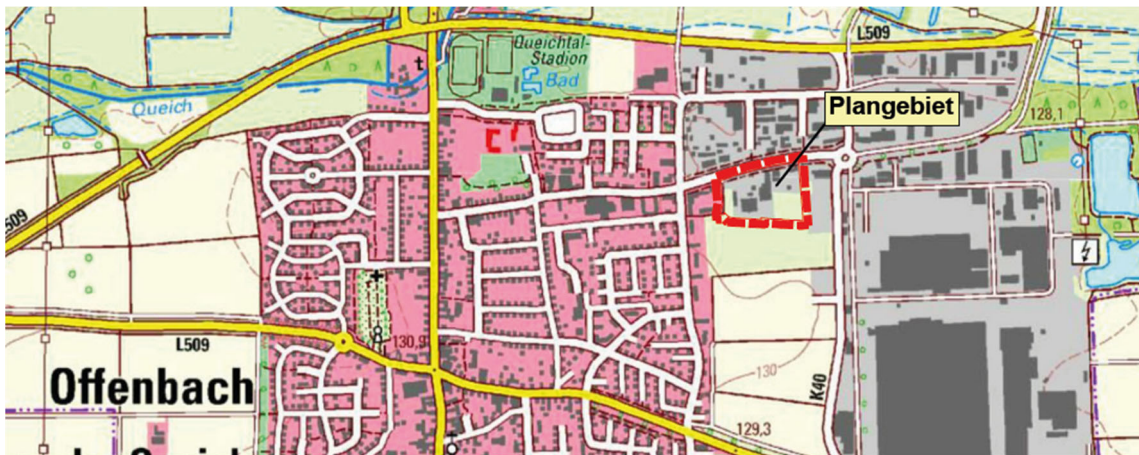 L509
Queichtal-
Stadion
Bad
t
Queich
Plangebiet
128,1
L509
L509
130,9
Offenbach
130
K40
129,3